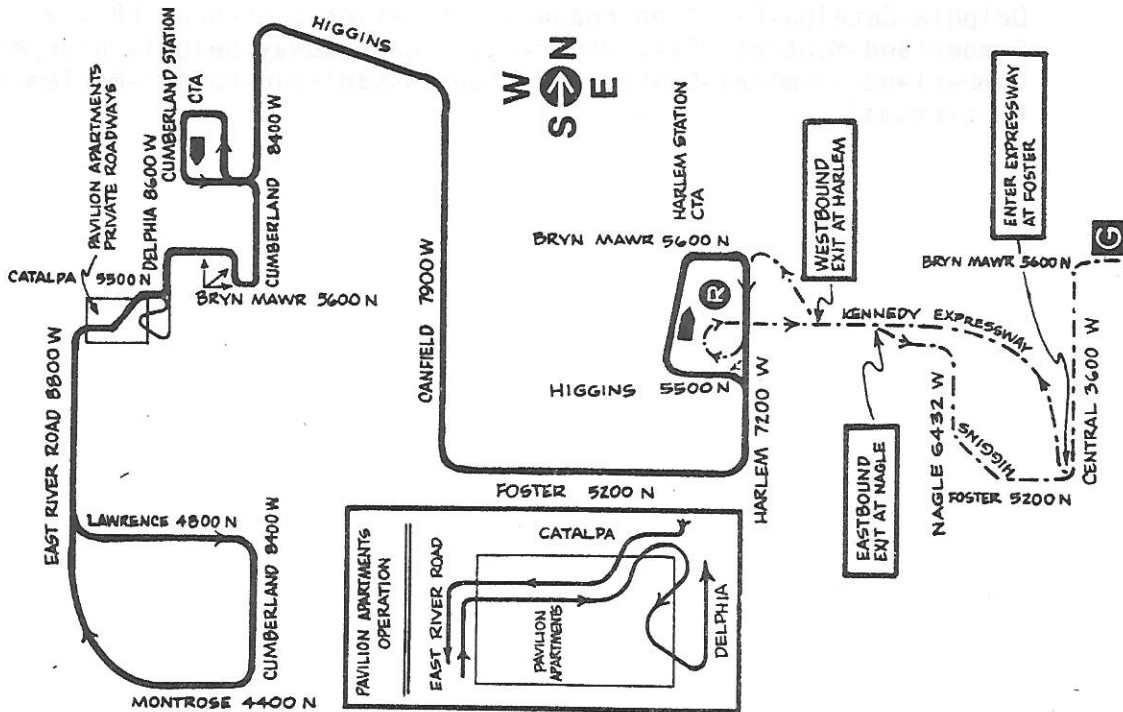 HIGGINS
CUMBERLAND STATION
CTA
8400 W
CUMBERLAND
PAVILION APARTMENTS
PRIVATE ROADWAYS
DELPHIA 8600 W
CATALPA
5500 N
BRYN MAWR 5600 N
EAST RIVER ROAD 8800 W
LAWRENCE 4800 N
CUMBERLAND 8400 W
MONTROSE 4400 N
W
S
N
E
CANFIELD 7900 W
FOSTER 5200 N
HARLEM STATION
CTA
BRYN MAWR 5600 N
R
HIGGINS
5500 N
HARLEM 7200 W
WESTBOUND
EXIT AT HARLEM
KENNEDY EXPRESSWAY
ENTER EXPRESSWAY
AT FOSTER
BRYN MAWR 5600 N
G
EASTBOUND
EXIT AT NAGLE
NAGLE 6432 W
HIGGINS
FOSTER 5200 N
CENTRAL 3600 W
PAVILION APARTMENTS
OPERATION
EAST RIVER ROAD
CATALPA
PAVILION
APARTMENTS
DELPHIA